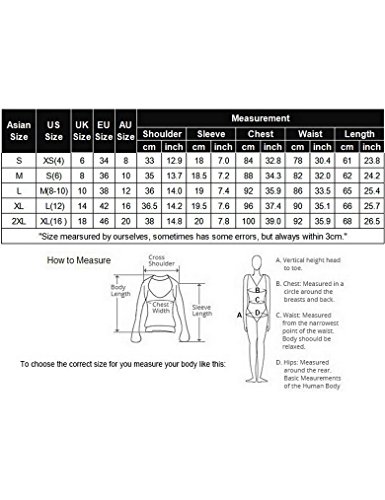 Asian Size US Size UK Size EU Size AU Size Measurement
Shoulder Sleeve Chest Waist Length
cm inch cm inch cm inch cm inch cm inch
S XS(4) 6 34 8 33 12.9 18 7.0 84 32.8 78 30.4 61 23.8
M S(6) 8 36 10 35 13.7 18.5 7.2 88 34.3 82 32.0 62 24.2
L M(8-10) 10 38 12 36 14.0 19 7.4 92 35.9 86 33.5 65 25.4
XL L(12) 14 42 16 36.5 14.2 19.5 7.6 96 37.4 90 35.1 66 25.7
2XL XL(16 ) 18 46 20 38 14.8 20 7.8 100 39.0 92 35.9 68 26.5
"Size mearsured by ourselves, sometimes has some errors, but always within 3cm."
How to Measure
Cross
Shoulder
Body
Length
Chest
Width
Sleeve
Length
To choose the correct size for you measure your body like this:
A
B
C
D
A. Vertical height head
to toe.
B. Chest: Measured in a
circle around the
breasts and back.
C. Waist: Measured from
the narrowest point
of the waist.
D. Hips: Measured
around the rear.
Basic Meaurements of
the Human Body